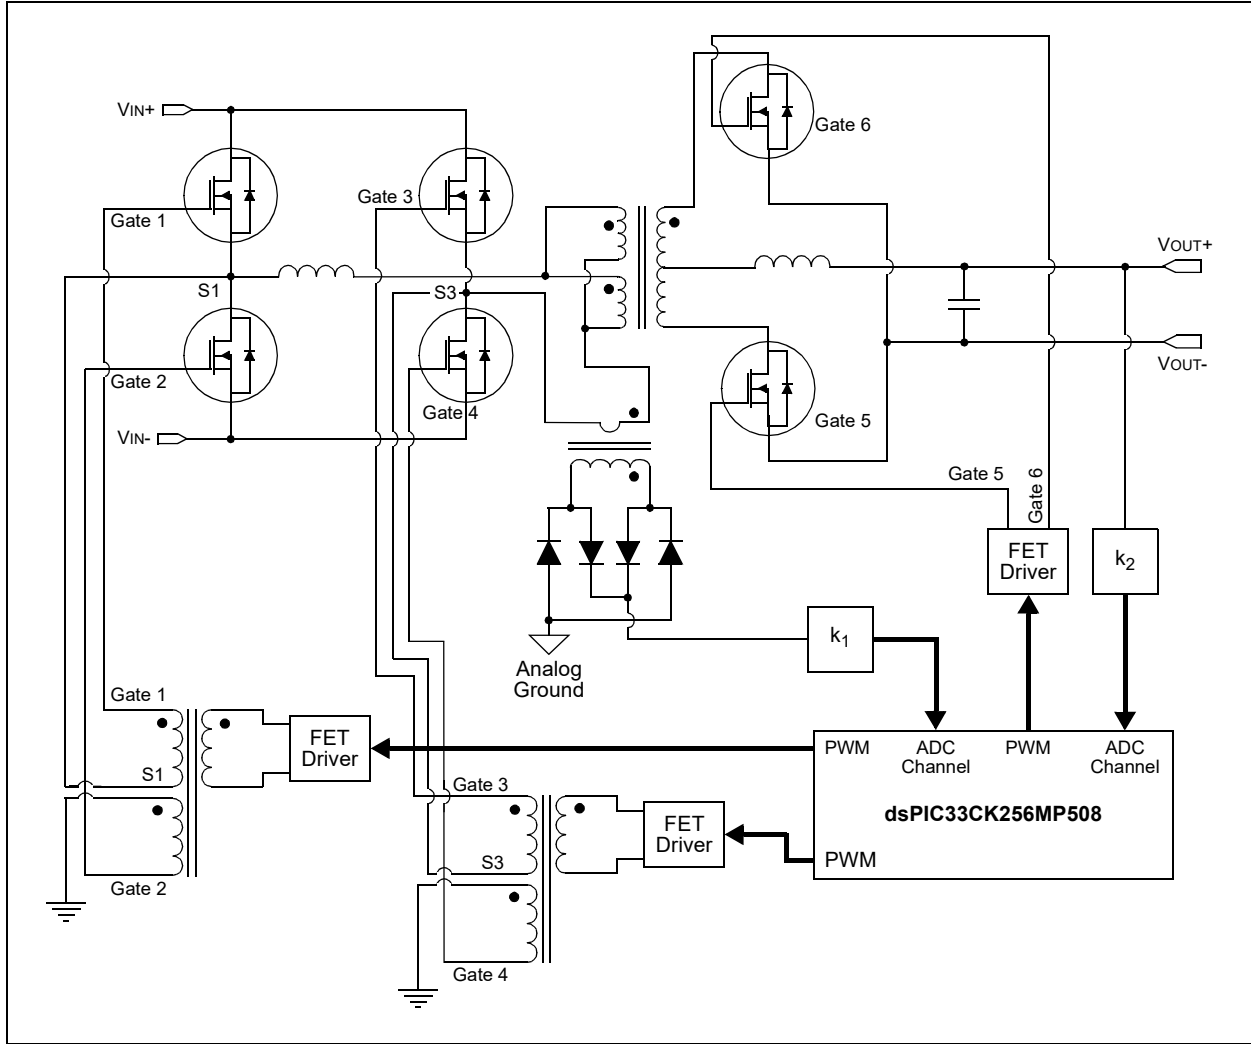 VIN+
Gate 1
S1
Gate 2
VIN-
Gate 3
S3
Gate 4
Gate 6
VOUT+
VOUT-
Gate 5
Gate 5
Gate 6
FET
Driver
k2
k1
Analog
Ground
Gate 1
S1
Gate 2
FET
Driver
Gate 3
S3
Gate 4
FET
Driver
PWM
ADC
Channel
PWM
ADC
Channel
dsPIC33CK256MP508
PWM